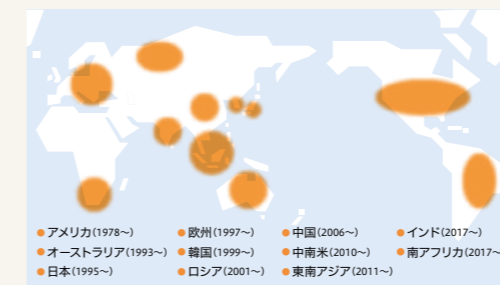 ●アメリカ(1978～) ●欧州(1997～) ●中国(2006～) ●インド(2017～)
●オーストラリア(1993～) ●韓国(1999～) ●中南米(2010～) ●南アフリカ(2017～
●日本(1995～) ●ロシア(2001～) ●東南アジア(2011～)